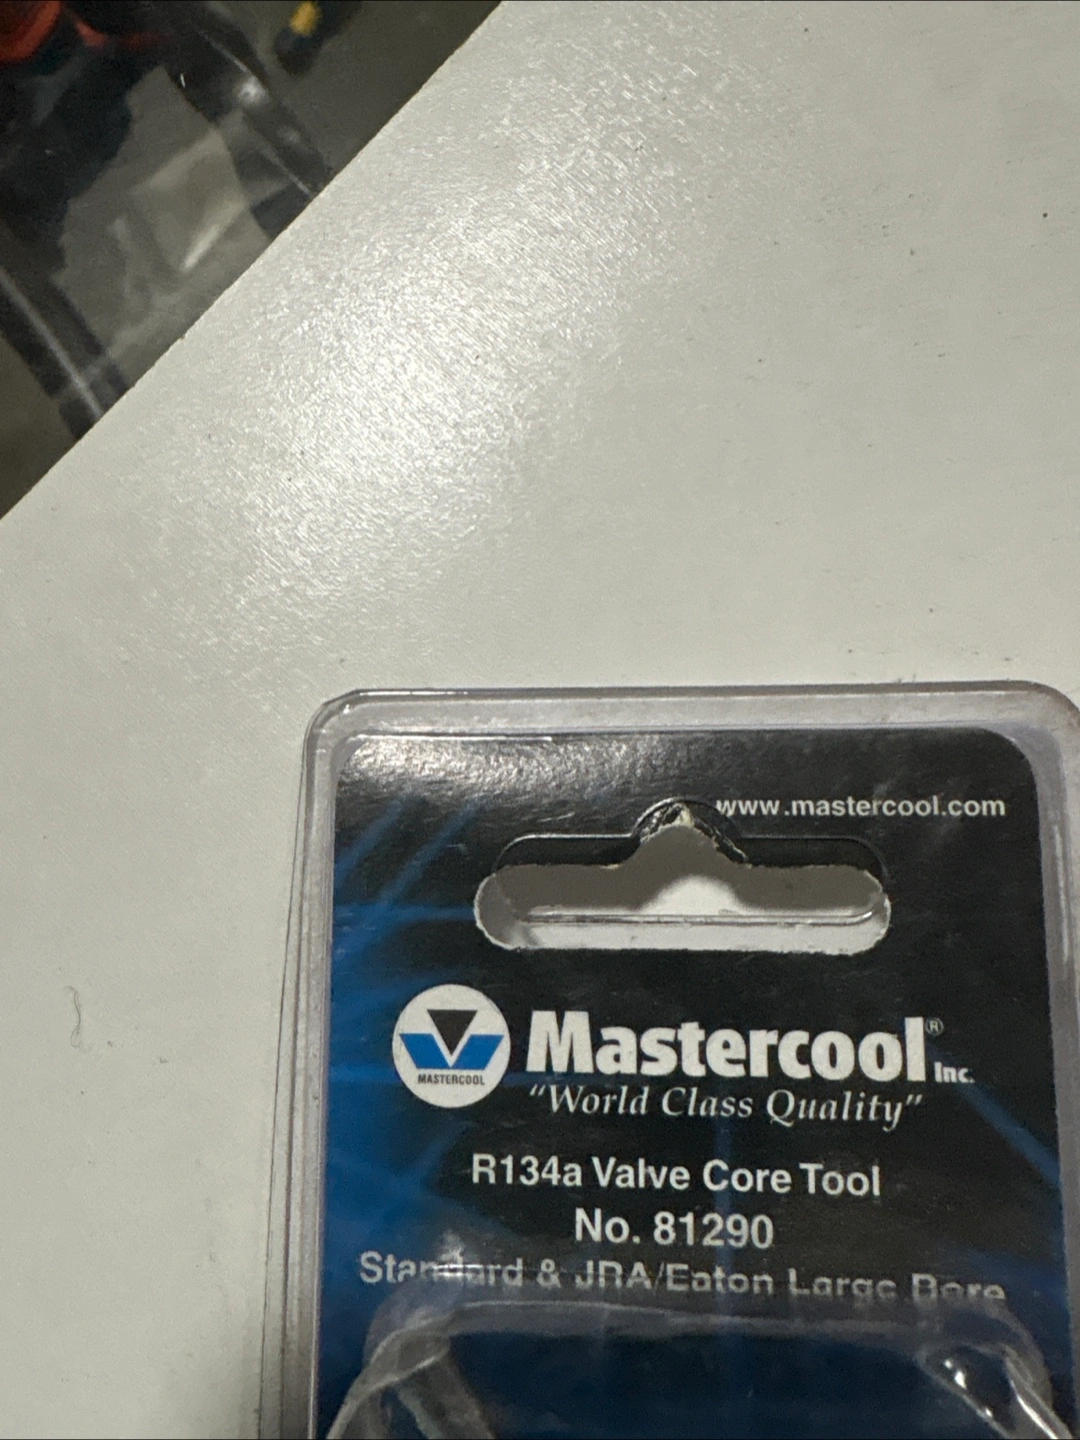 www.mastercool.com
MASTERCOOL
Mastercool® Inc.
“World Class Quality”
R134a Valve Core Tool
No. 81290
Standard & JRA/Eaton Large Bore